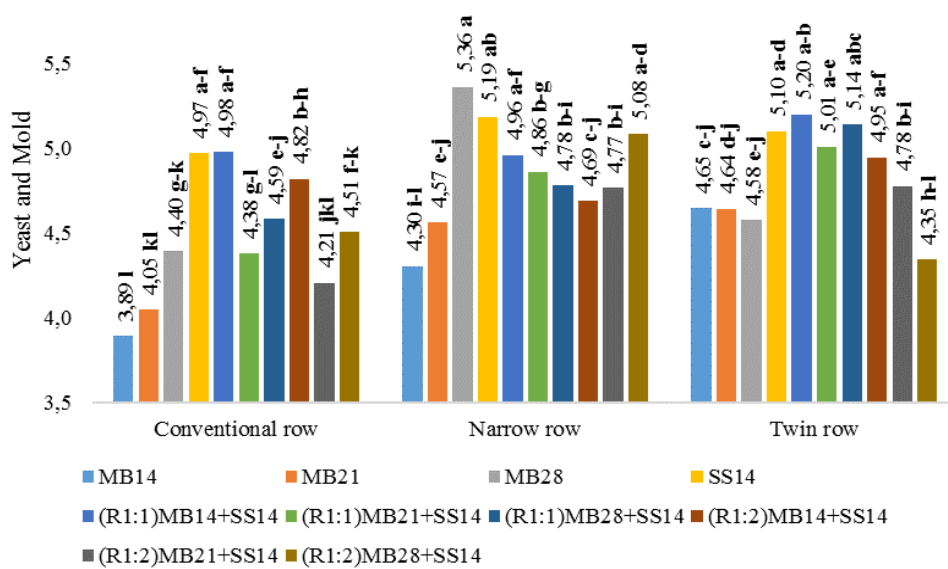 Yeast and Mold
5,5
5,0
4,5
4,0
3,5
3,89 l
4,05 kl
4,40 g-k
4,97 a-f
4,98 a-f
4,38 g-l
4,59 e-j
4,82 b-h
4,21 jkl
4,51 f-k
4,30 i-l
4,57 e-j
5,36 a
5,19 ab
4,96 a-f
4,86 b-g
4,78 b-i
4,69 c-j
4,77 b-i
5,08 a-d
4,65 c-j
4,64 d-j
4,58 e-j
5,10 a-d
5,20 a-b
5,01 a-e
5,14 abc
4,95 a-f
4,78 b-i
4,35 h-l
Conventional row
Narrow row
Twin row
MB14
MB21
MB28
SS14
(R1:1)MB14+SS14
(R1:1)MB21+SS14
(R1:1)MB28+SS14
(R1:2)MB14+SS14
(R1:2)MB21+SS14
(R1:2)MB28+SS14